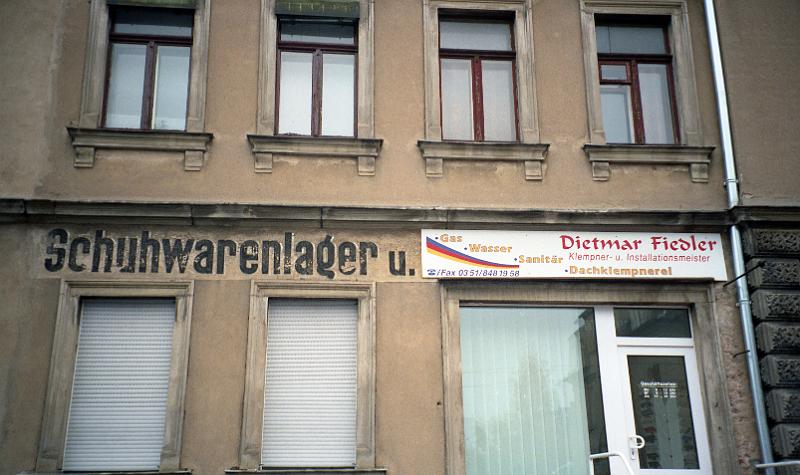 Schuhwarenlager u.
• Gas
• Wasser
• Sanitär
☎/Fax 03 51/848 19 58
Dietmar Fiedler
Klempner- u. Installationsmeister
• Dachklempnerei